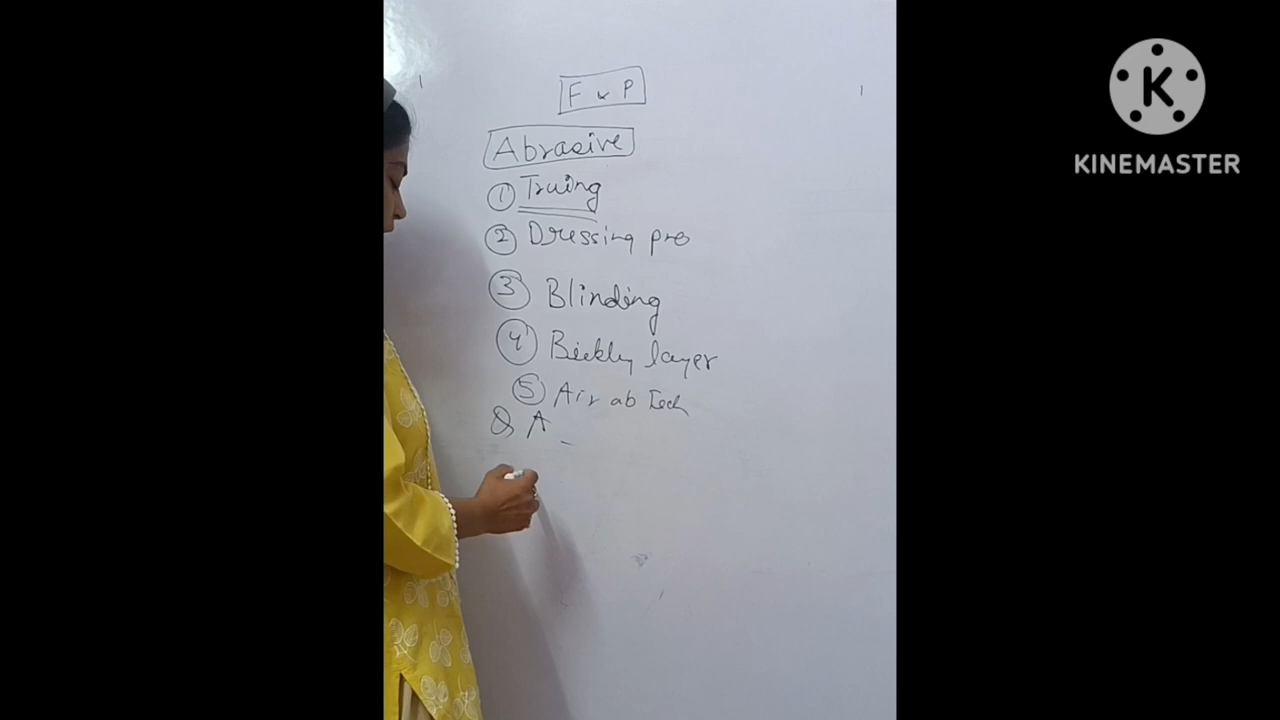 F & P
Abrasive
① Truing
② Dressing pro
③ Blinding
④ Beilby layer
⑤ Air ab Tech
Q A
K
KINEMASTER